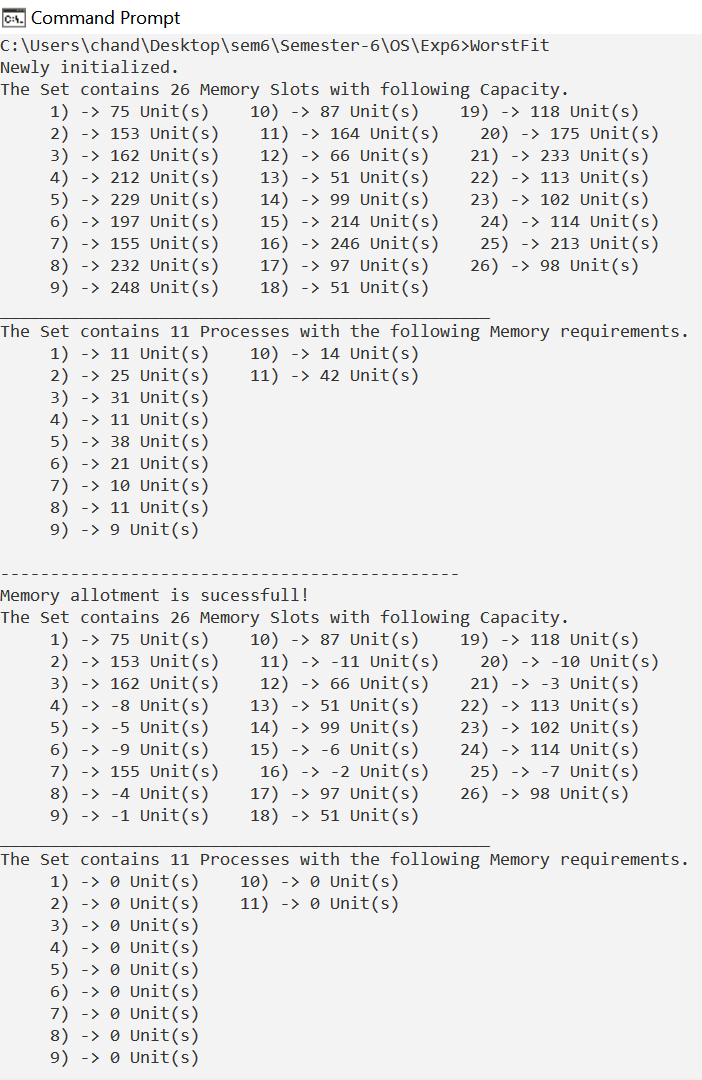 Command Prompt
C:\Users\chand\Desktop\sem6\Semester-6\OS\Exp6>WorstFit
Newly initialized.
The Set contains 26 Memory Slots with following Capacity.
     1) -> 75 Unit(s)    10) -> 87 Unit(s)    19) -> 118 Unit(s)
     2) -> 153 Unit(s)    11) -> 164 Unit(s)    20) -> 175 Unit(s)
     3) -> 162 Unit(s)    12) -> 66 Unit(s)    21) -> 233 Unit(s)
     4) -> 212 Unit(s)    13) -> 51 Unit(s)    22) -> 113 Unit(s)
     5) -> 229 Unit(s)    14) -> 99 Unit(s)    23) -> 102 Unit(s)
     6) -> 197 Unit(s)    15) -> 214 Unit(s)    24) -> 114 Unit(s)
     7) -> 155 Unit(s)    16) -> 246 Unit(s)    25) -> 213 Unit(s)
     8) -> 232 Unit(s)    17) -> 97 Unit(s)    26) -> 98 Unit(s)
     9) -> 248 Unit(s)    18) -> 51 Unit(s)
_________________________________________________
The Set contains 11 Processes with the following Memory requirements.
     1) -> 11 Unit(s)    10) -> 14 Unit(s)
     2) -> 25 Unit(s)    11) -> 42 Unit(s)
     3) -> 31 Unit(s)
     4) -> 11 Unit(s)
     5) -> 38 Unit(s)
     6) -> 21 Unit(s)
     7) -> 10 Unit(s)
     8) -> 11 Unit(s)
     9) -> 9 Unit(s)
----------------------------------------------
Memory allotment is sucessfull!
The Set contains 26 Memory Slots with following Capacity.
     1) -> 75 Unit(s)    10) -> 87 Unit(s)    19) -> 118 Unit(s)
     2) -> 153 Unit(s)    11) -> -11 Unit(s)    20) -> -10 Unit(s)
     3) -> 162 Unit(s)    12) -> 66 Unit(s)    21) -> -3 Unit(s)
     4) -> -8 Unit(s)    13) -> 51 Unit(s)    22) -> 113 Unit(s)
     5) -> -5 Unit(s)    14) -> 99 Unit(s)    23) -> 102 Unit(s)
     6) -> -9 Unit(s)    15) -> -6 Unit(s)    24) -> 114 Unit(s)
     7) -> 155 Unit(s)    16) -> -2 Unit(s)    25) -> -7 Unit(s)
     8) -> -4 Unit(s)    17) -> 97 Unit(s)    26) -> 98 Unit(s)
     9) -> -1 Unit(s)    18) -> 51 Unit(s)
_________________________________________________
The Set contains 11 Processes with the following Memory requirements.
     1) -> 0 Unit(s)    10) -> 0 Unit(s)
     2) -> 0 Unit(s)    11) -> 0 Unit(s)
     3) -> 0 Unit(s)
     4) -> 0 Unit(s)
     5) -> 0 Unit(s)
     6) -> 0 Unit(s)
     7) -> 0 Unit(s)
     8) -> 0 Unit(s)
     9) -> 0 Unit(s)